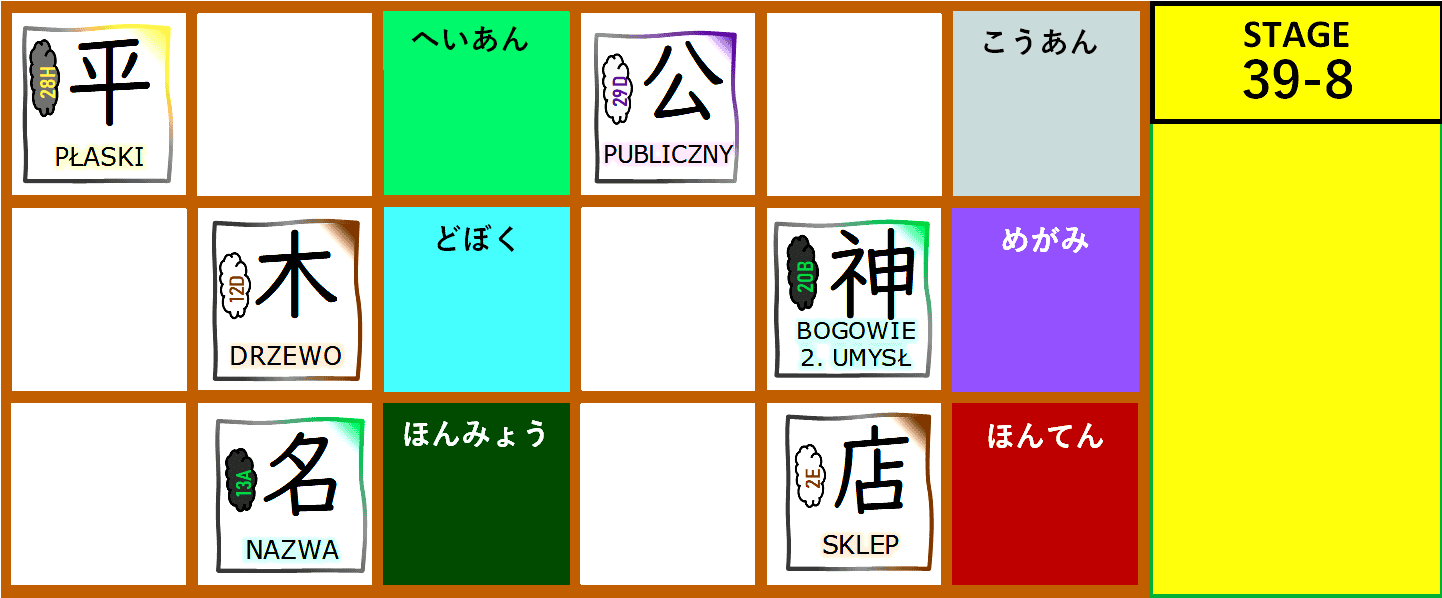 28H
平
PŁASKI
へいあん
29D
公
PUBLICZNY
こうあん
STAGE
39-8
12D
木
DRZEWO
どぼく
20B
神
BOGOWIE
2. UMYSŁ
めがみ
13A
名
NAZWA
ほんみょう
2E
店
SKLEP
ほんてん